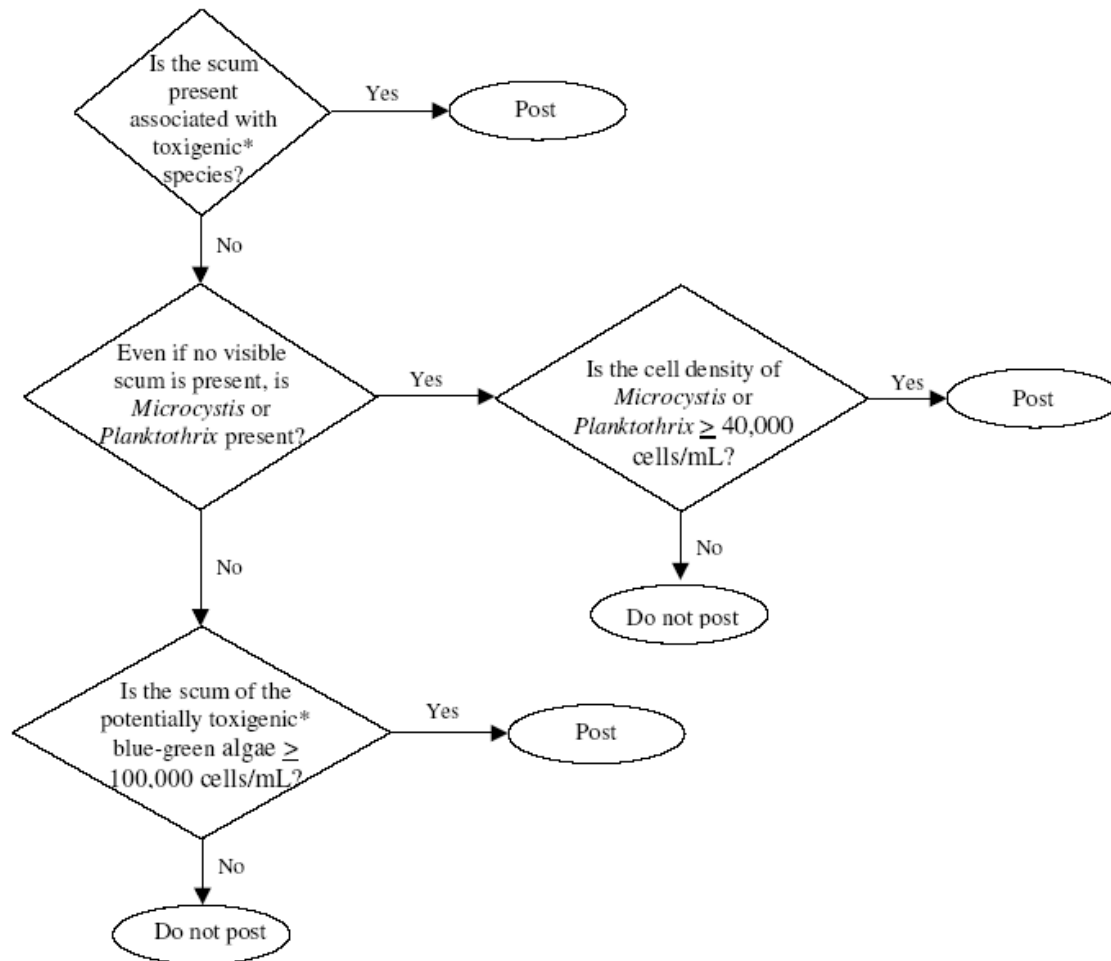 Is the scum
present
associated with
toxigenic*
species?
Yes
Post
No
Even if no visible
scum is present, is
Microcystis or
Planktothrix present?
Yes
Is the cell density of
Microcystis or
Planktothrix ≥ 40,000
cells/mL?
Yes
Post
No
Do not post
No
Is the scum of the
potentially toxigenic*
blue-green algae ≥
100,000 cells/mL?
Yes
Post
No
Do not post